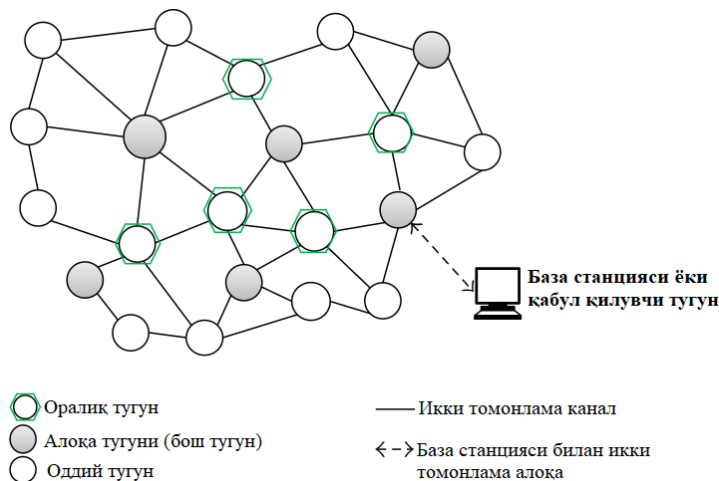 База станцияси ёки
қабул қилувчи тугун
Оралиқ тугун
Алоқа тугуни (бош тугун)
Оддий тугун
Икки томонлама канал
База станцияси билан икки
томонлама алоқа